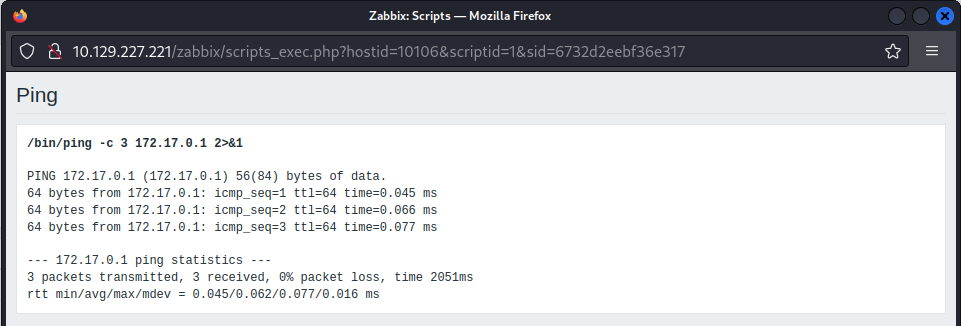 Zabbix: Scripts — Mozilla Firefox
10.129.227.221/zabbix/scripts_exec.php?hostid=10106&scriptid=1&sid=6732d2eebf36e317
Ping
/bin/ping -c 3 172.17.0.1 2>&1
PING 172.17.0.1 (172.17.0.1) 56(84) bytes of data.
64 bytes from 172.17.0.1: icmp_seq=1 ttl=64 time=0.045 ms
64 bytes from 172.17.0.1: icmp_seq=2 ttl=64 time=0.066 ms
64 bytes from 172.17.0.1: icmp_seq=3 ttl=64 time=0.077 ms
--- 172.17.0.1 ping statistics ---
3 packets transmitted, 3 received, 0% packet loss, time 2051ms
rtt min/avg/max/mdev = 0.045/0.062/0.077/0.016 ms